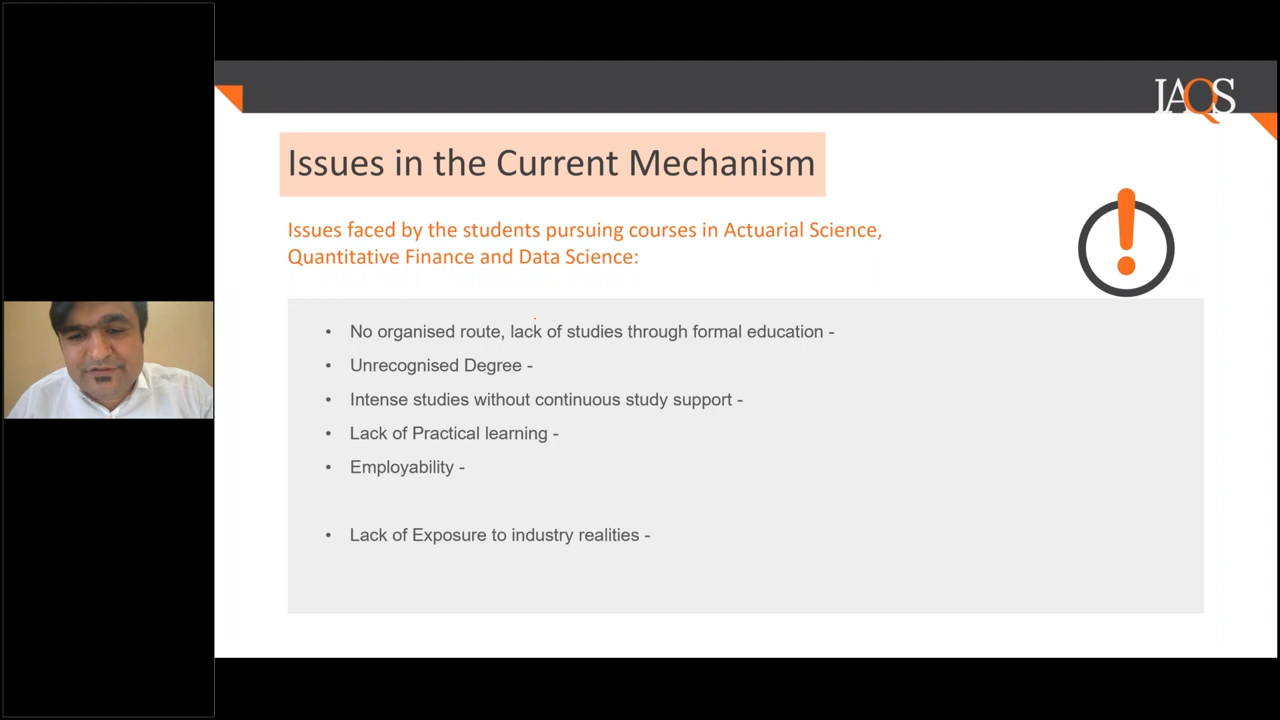 IAQS
Issues in the Current Mechanism
Issues faced by the students pursuing courses in Actuarial Science,
Quantitative Finance and Data Science:
• No organised route, lack of studies through formal education -
• Unrecognised Degree -
• Intense studies without continuous study support -
• Lack of Practical learning -
• Employability -
• Lack of Exposure to industry realities -